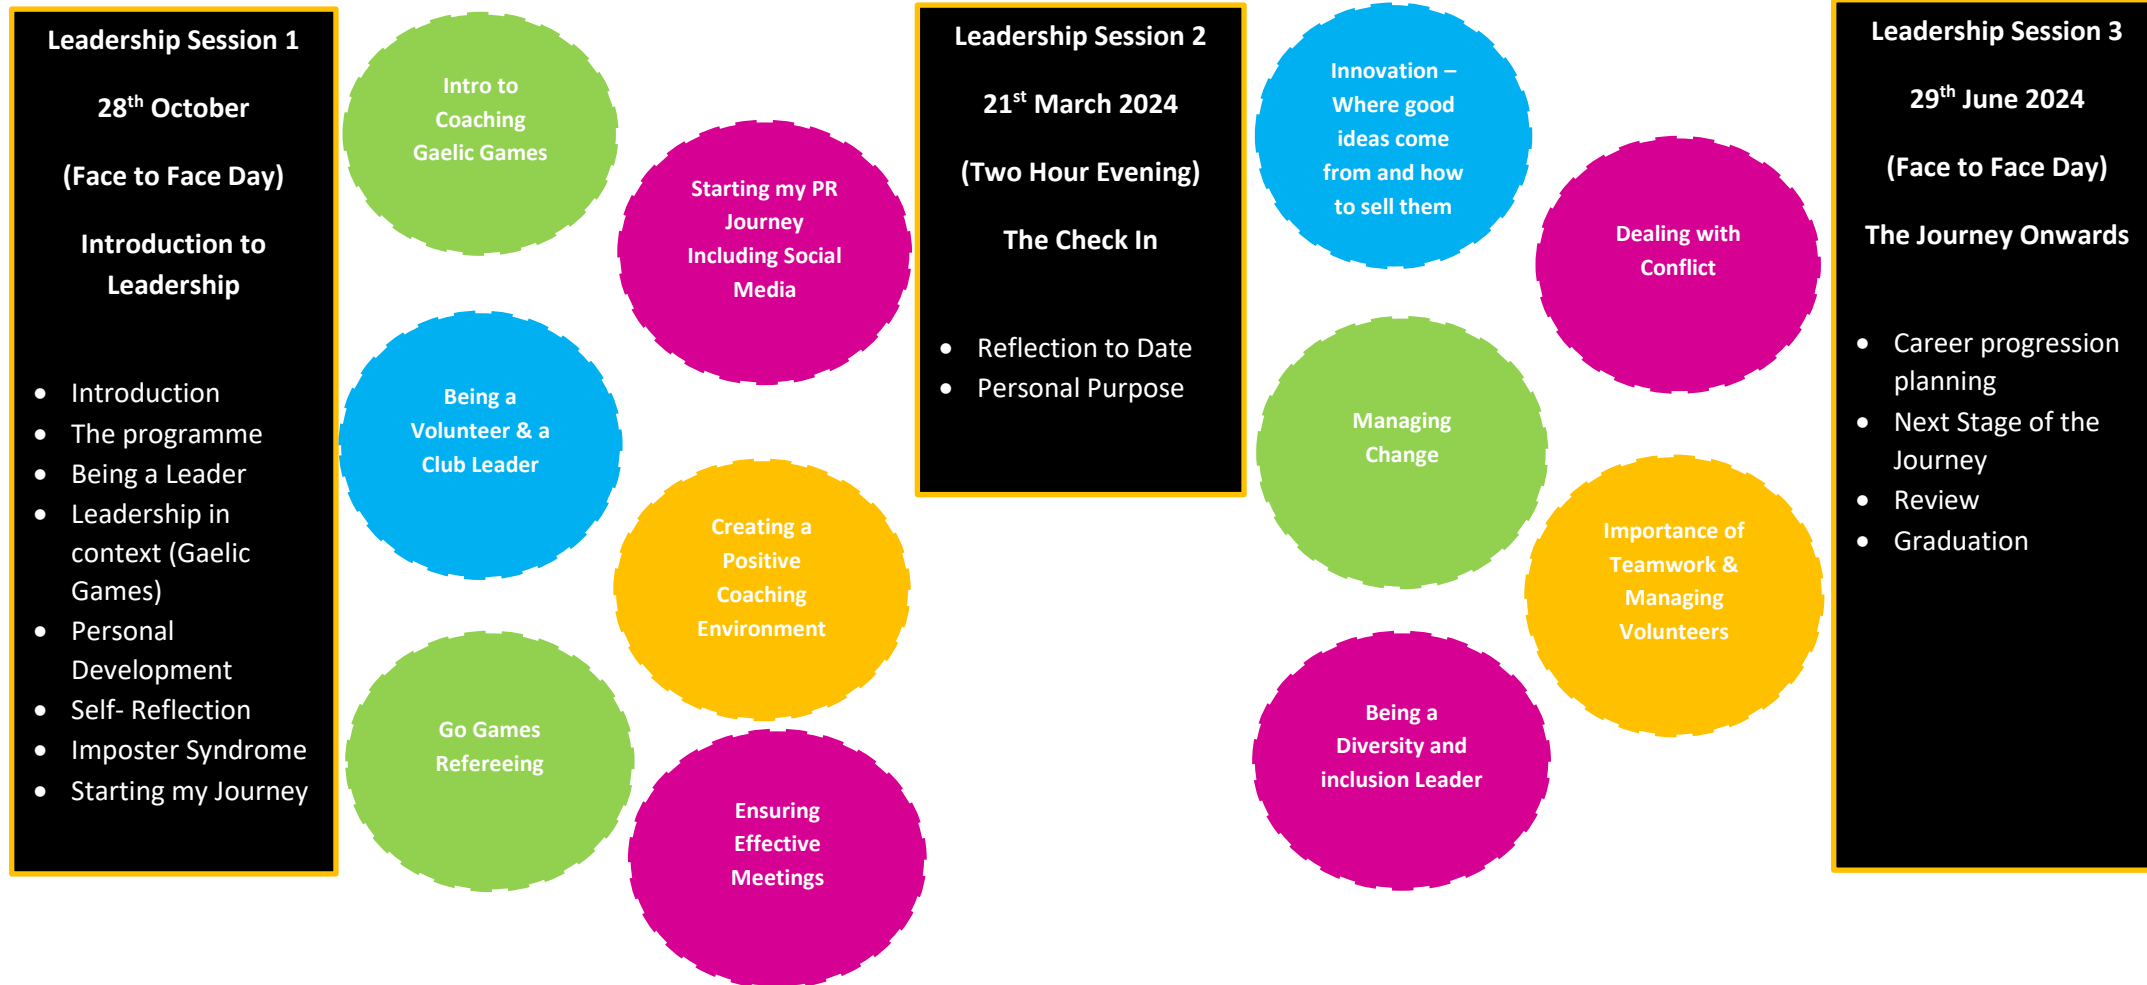 Leadership Session 1
28th October
(Face to Face Day)
Introduction to
Leadership
• Introduction
• The programme
• Being a Leader
• Leadership in
context (Gaelic
Games)
• Personal
Development
• Self- Reflection
• Imposter Syndrome
• Starting my Journey
Intro to
Coaching
Gaelic Games
Starting my PR
Journey
Including Social
Media
Being a
Volunteer & a
Club Leader
Creating a
Positive
Coaching
Environment
Go Games
Refereeing
Ensuring
Effective
Meetings
Leadership Session 2
21st March 2024
(Two Hour Evening)
The Check In
• Reflection to Date
• Personal Purpose
Innovation –
Where good
ideas come
from and how
to sell them
Dealing with
Conflict
Managing
Change
Importance of
Teamwork &
Managing
Volunteers
Being a
Diversity and
inclusion Leader
Leadership Session 3
29th June 2024
(Face to Face Day)
The Journey Onwards
• Career progression
planning
• Next Stage of the
Journey
• Review
• Graduation